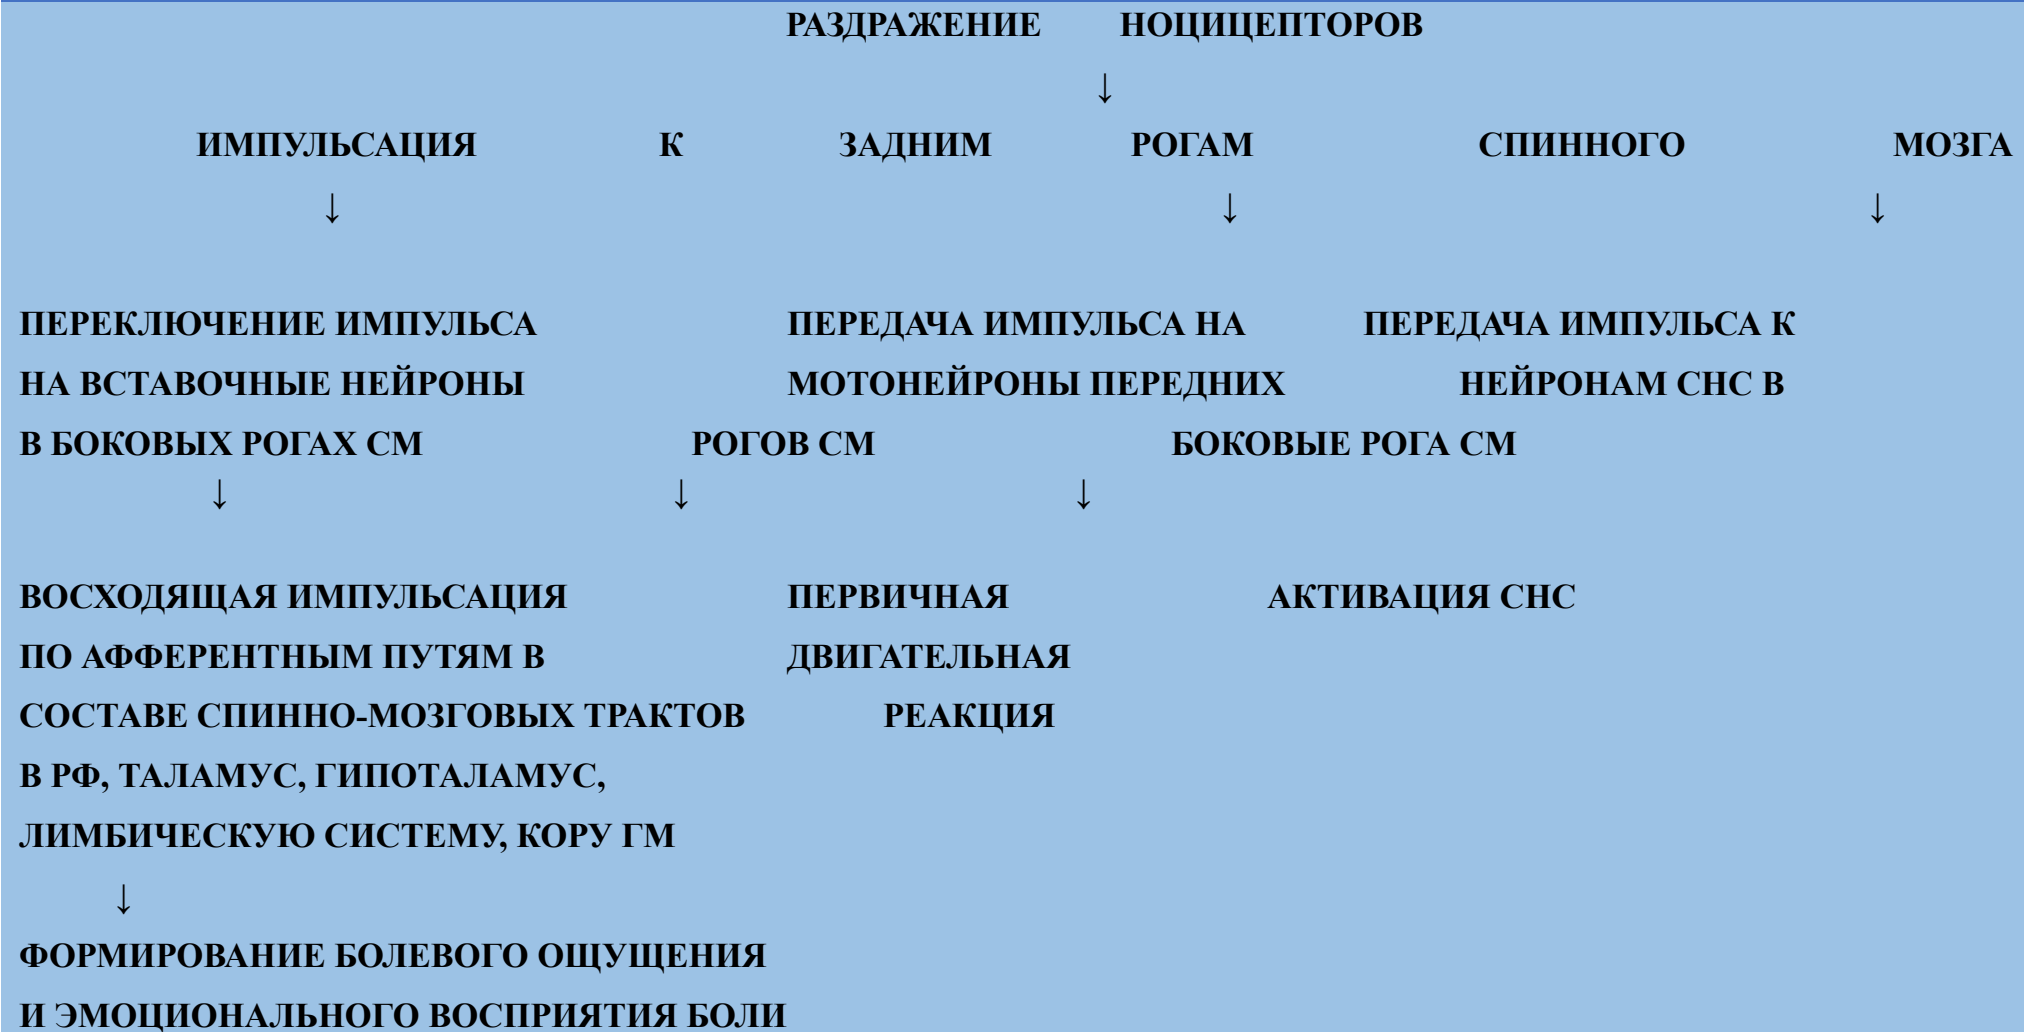 РАЗДРАЖЕНИЕ НОЦИЦЕПТОРОВ
↓
ИМПУЛЬСАЦИЯ К ЗАДНИМ РОГАМ СПИННОГО МОЗГА
↓ ↓ ↓
ПЕРЕКЛЮЧЕНИЕ ИМПУЛЬСА ПЕРЕДАЧА ИМПУЛЬСА НА ПЕРЕДАЧА ИМПУЛЬСА К
НА ВСТАВОЧНЫЕ НЕЙРОНЫ МОТОНЕЙРОНЫ ПЕРЕДНИХ НЕЙРОНАМ СНС В
В БОКОВЫХ РОГАХ СМ РОГОВ СМ БОКОВЫЕ РОГА СМ
↓ ↓ ↓
ВОСХОДЯЩАЯ ИМПУЛЬСАЦИЯ ПЕРВИЧНАЯ АКТИВАЦИЯ СНС
ПО АФФЕРЕНТНЫМ ПУТЯМ В ДВИГАТЕЛЬНАЯ
СОСТАВЕ СПИННО-МОЗГОВЫХ ТРАКТОВ РЕАКЦИЯ
В РФ, ТАЛАМУС, ГИПОТАЛАМУС,
ЛИМБИЧЕСКУЮ СИСТЕМУ, КОРУ ГМ
↓
ФОРМИРОВАНИЕ БОЛЕВОГО ОЩУЩЕНИЯ
И ЭМОЦИОНАЛЬНОГО ВОСПРИЯТИЯ БОЛИ